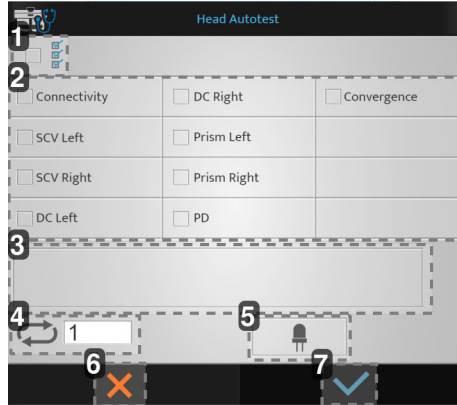 Head Autotest
1
2
Connectivity DC Right Convergence
SCV Left Prism Left
SCV Right Prism Right
DC Left PD
3
4 1 5
6 7